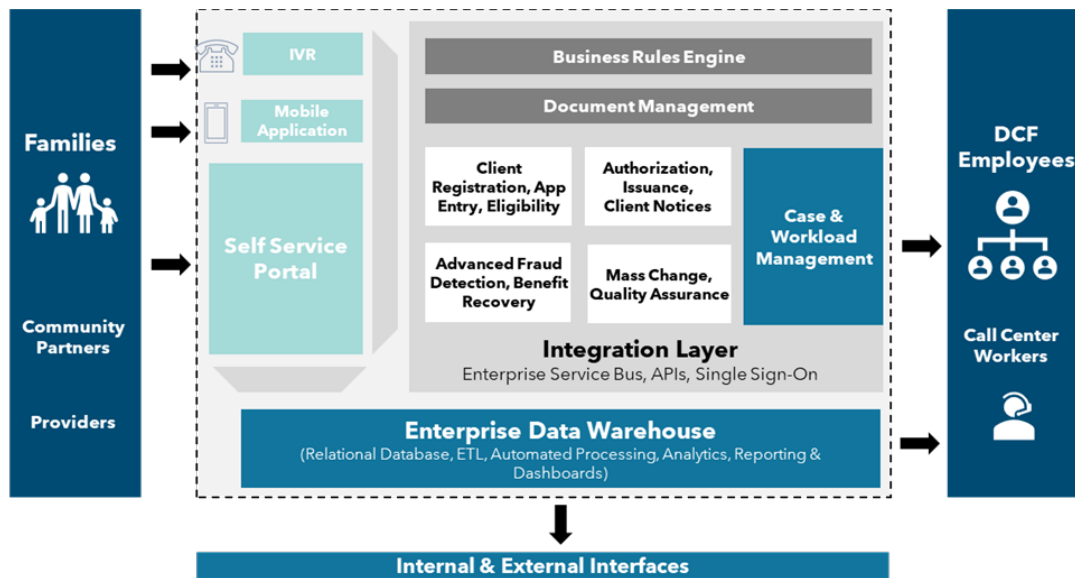 Families
Community
Partners
Providers
IVR
Mobile
Application
Self Service
Portal
Business Rules Engine
Document Management
Client
Registration, App
Entry, Eligibility
Authorization,
Issuance,
Client Notices
Advanced Fraud
Detection, Benefit
Recovery
Mass Change,
Quality Assurance
Case &
Workload
Management
Integration Layer
Enterprise Service Bus, APIs, Single Sign-On
Enterprise Data Warehouse
(Relational Database, ETL, Automated Processing, Analytics, Reporting &
Dashboards)
DCF
Employees
Call Center
Workers
Internal & External Interfaces